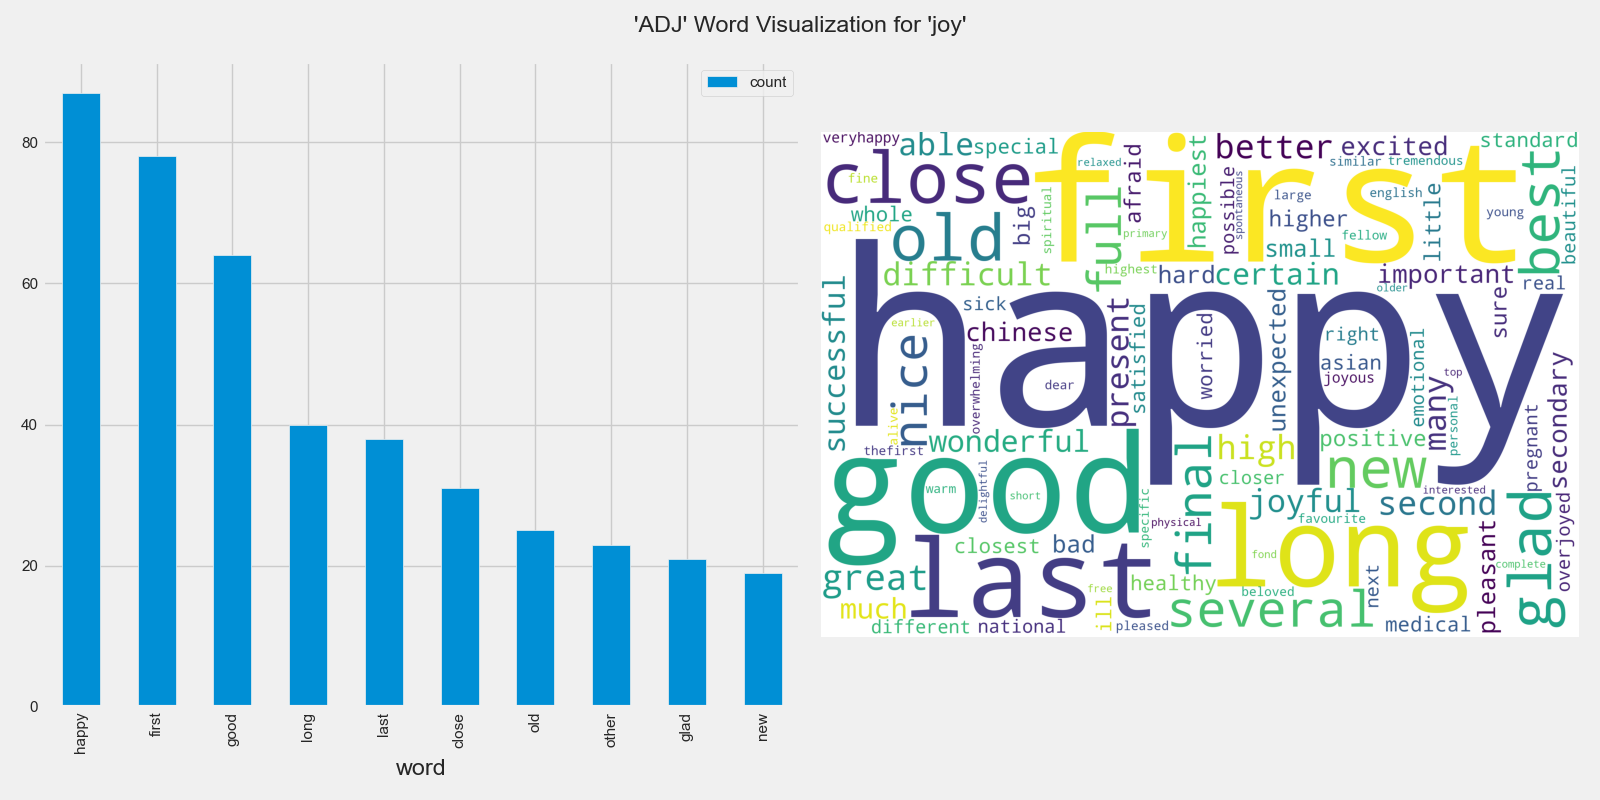 'ADJ' Word Visualization for 'joy'
count
80
60
40
20
0
happy
first
good
long
last
close
old
other
glad
new
word
veryhappy
able
special
relaxed
afraid
happiest
better
excited
standard
close
fine
first
similar
tremendous
best
beautiful
whole
qualified
old
big
spiritual
full
primary
possible
spontaneous
large
higher
english
fellow
little
young
small
difficult
highest
hard
certain
important
older
real
successful
happy
sick
earlier
chinese
nice
overwhelming
dear
present
satisfied
worried
unexpected
right
asian
joyous
emotional
top
many
personal
sure
alive
thefirst
wonderful
high
positive
closer
new
pregnant
secondary
good
warm
delightful
short
specific
final
physical
joyful
favourite
interested
second
closest
bad
long
fond
pleasant
complete
glad
overjoyed
great
last
free
healthy
beloved
next
much
ill
different
national
pleased
several
medical